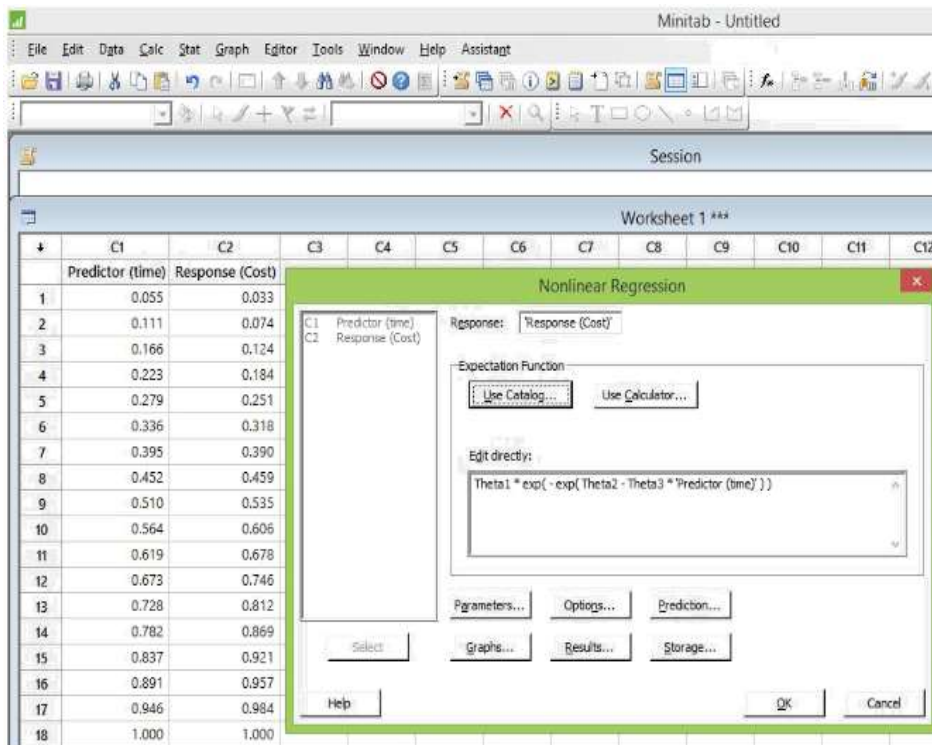 Minitab - Untitled
File Edit Data Calc Stat Graph Editor Tools Window Help Assistant
Session
Worksheet 1 ***
C1 C2 C3 C4 C5 C6 C7 C8 C9 C10 C11 C12
Predictor (time) Response (Cost)
1 0.055 0.033
2 0.111 0.074
3 0.166 0.124
4 0.223 0.184
5 0.279 0.251
6 0.336 0.318
7 0.395 0.390
8 0.452 0.459
9 0.510 0.535
10 0.564 0.606
11 0.619 0.678
12 0.673 0.746
13 0.728 0.812
14 0.782 0.869
15 0.837 0.921
16 0.891 0.957
17 0.946 0.984
18 1.000 1.000
Nonlinear Regression
C1 Predictor (time)
C2 Response (Cost)
Response: 'Response (Cost)'
Expectation Function
Use Catalog... Use Calculator...
Edit directly:
Theta1 * exp( - exp( Theta2 - Theta3 * 'Predictor (time)' ) )
Parameters... Options... Prediction...
Select Graphs... Results... Storage...
Help OK Cancel